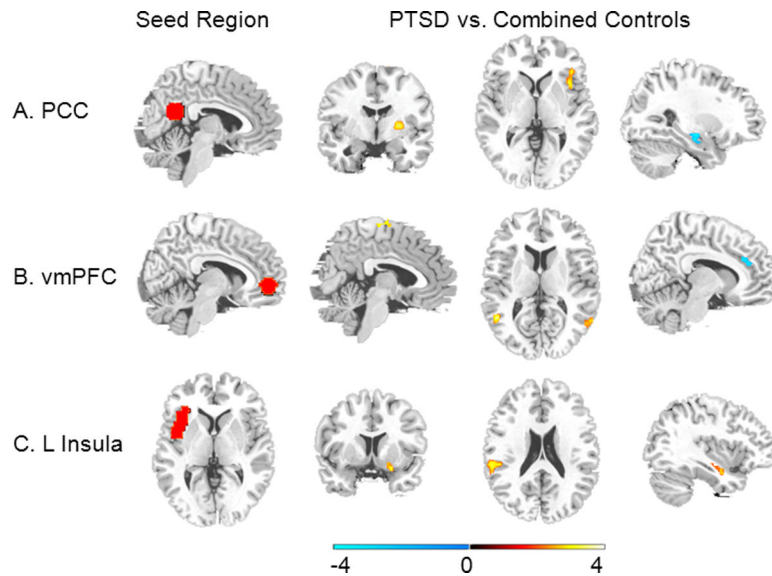 Seed Region PTSD vs. Combined Controls
A. PCC
B. vmPFC
C. L Insula
-4 0 4